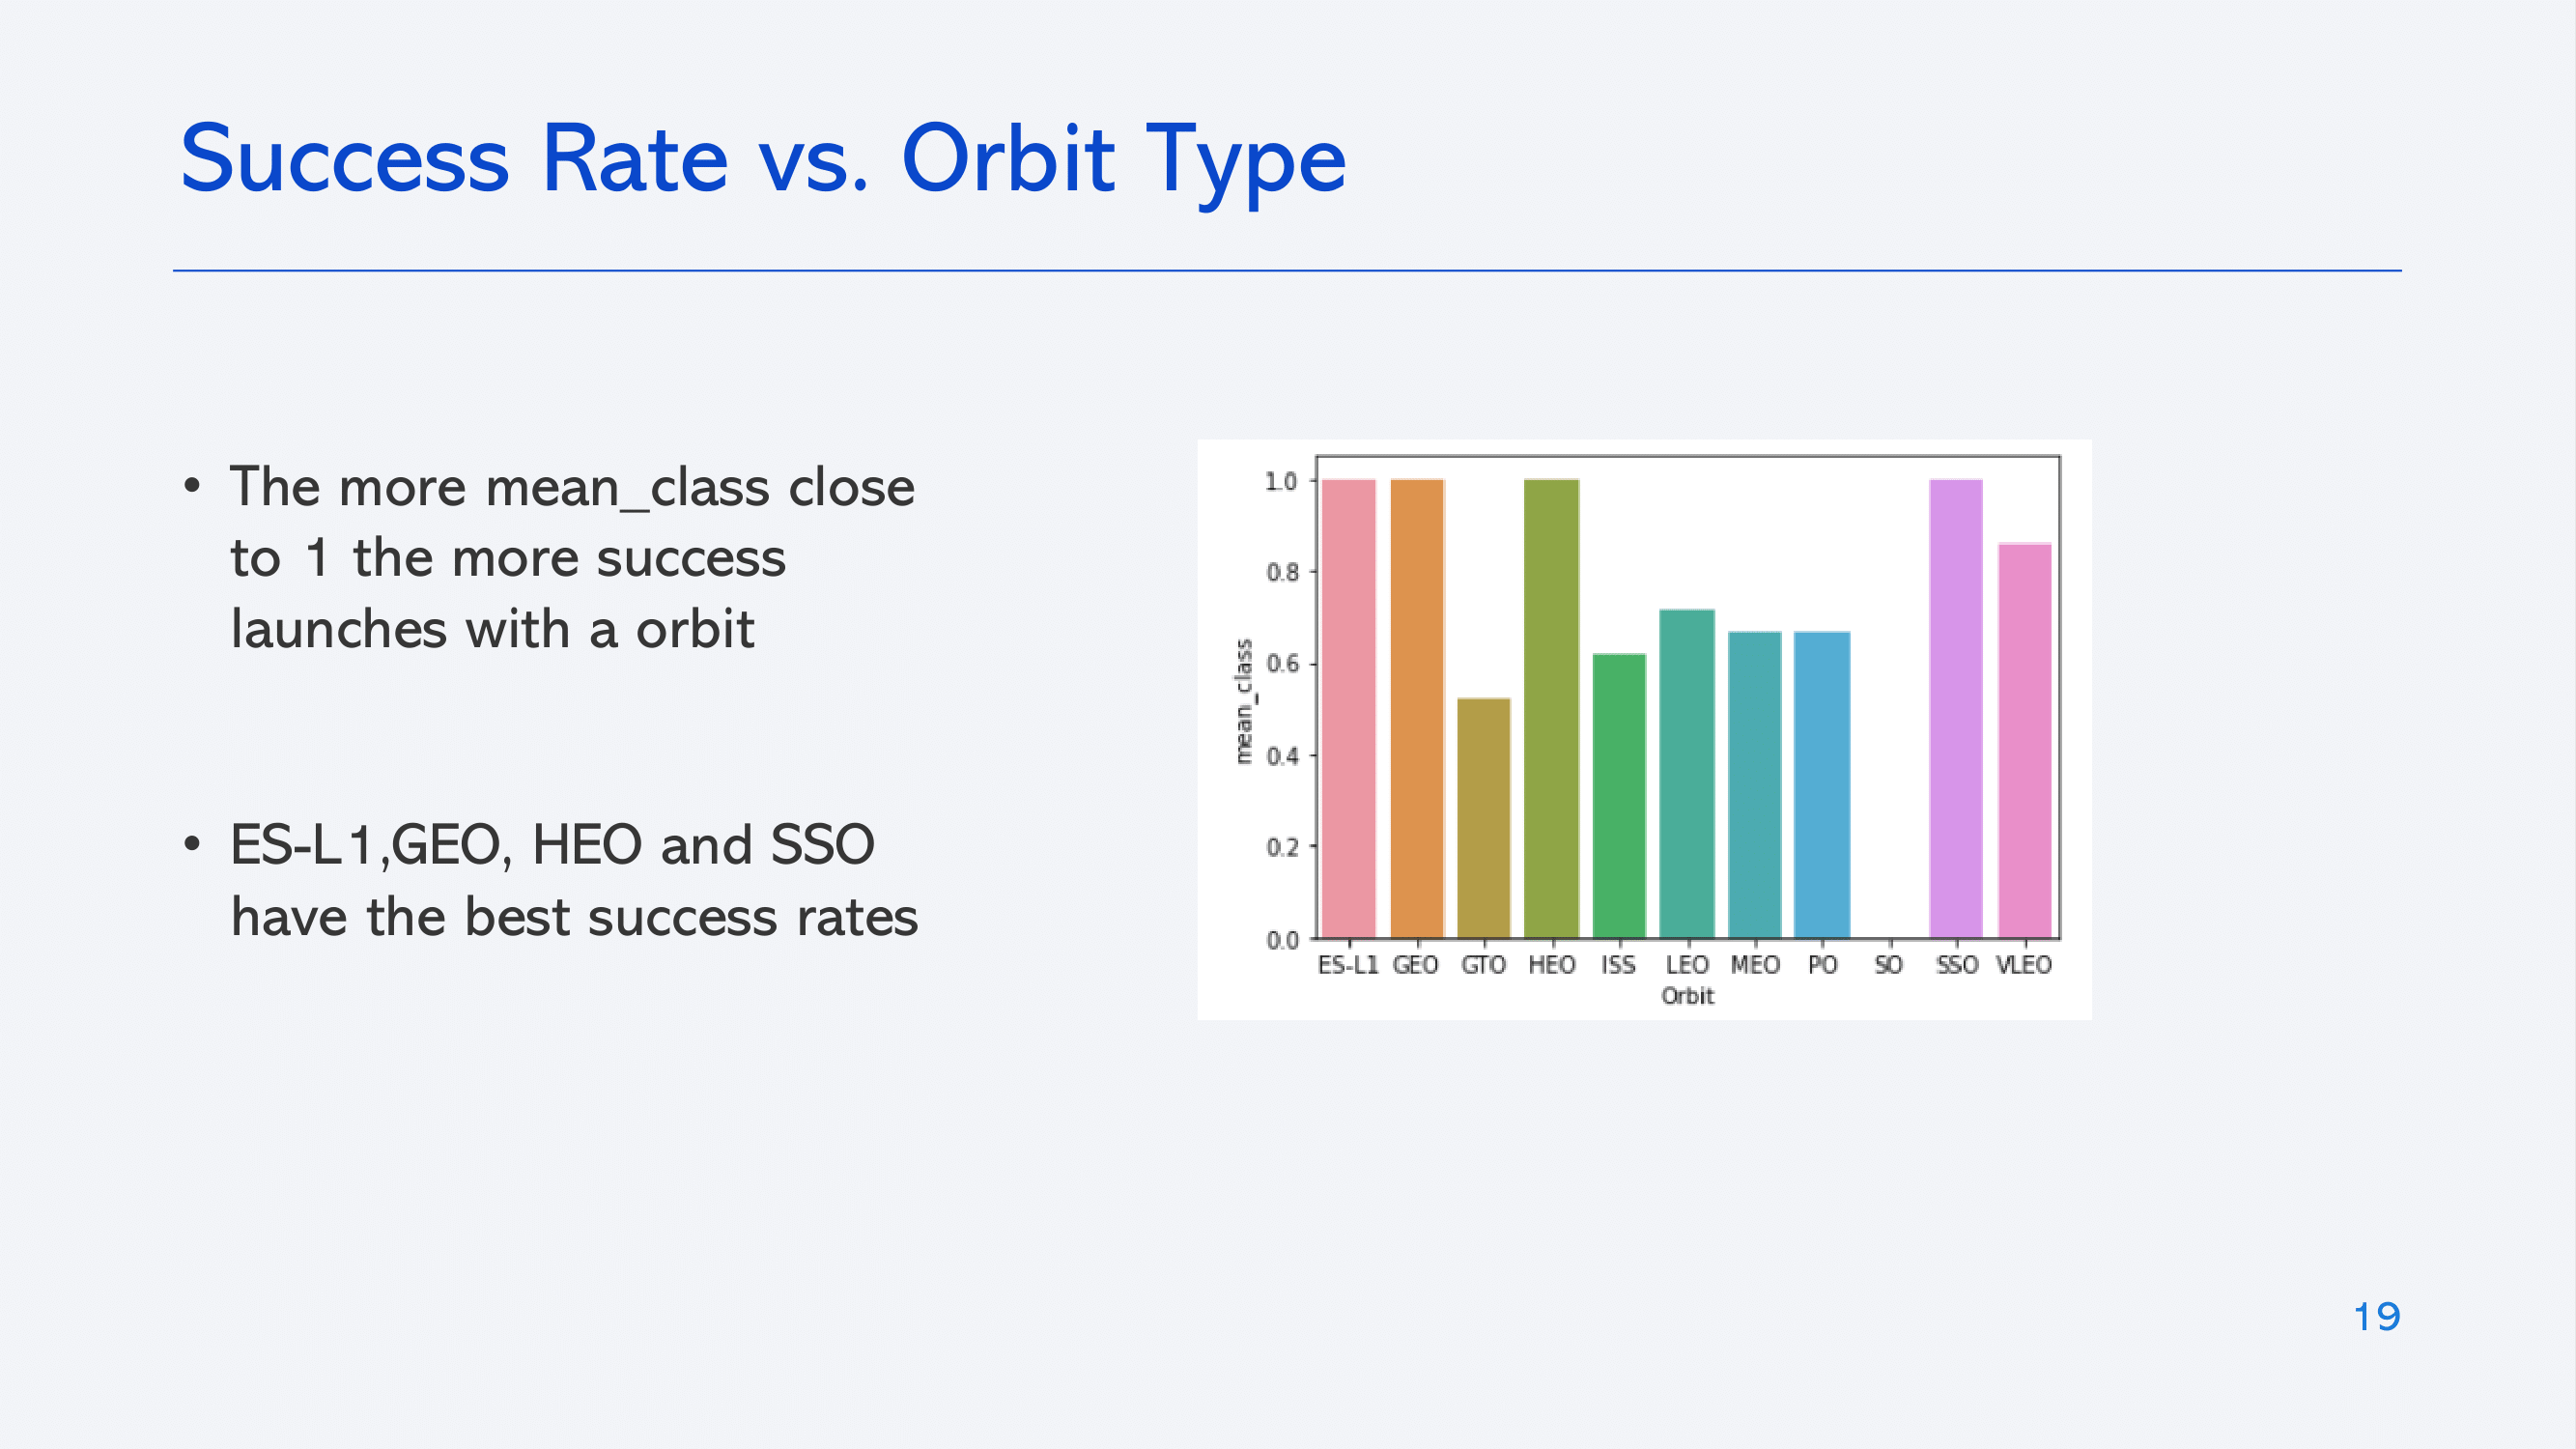 Success Rate vs. Orbit Type
• The more mean_class close
to 1 the more success
launches with a orbit
• ES-L1,GEO, HEO and SSO
have the best success rates
1.0
0.8
0.6
0.4
0.2
0.0
mean_class
ES-L1 GEO GTO HEO ISS LEO MEO PO SO SSO VLEO
Orbit
19